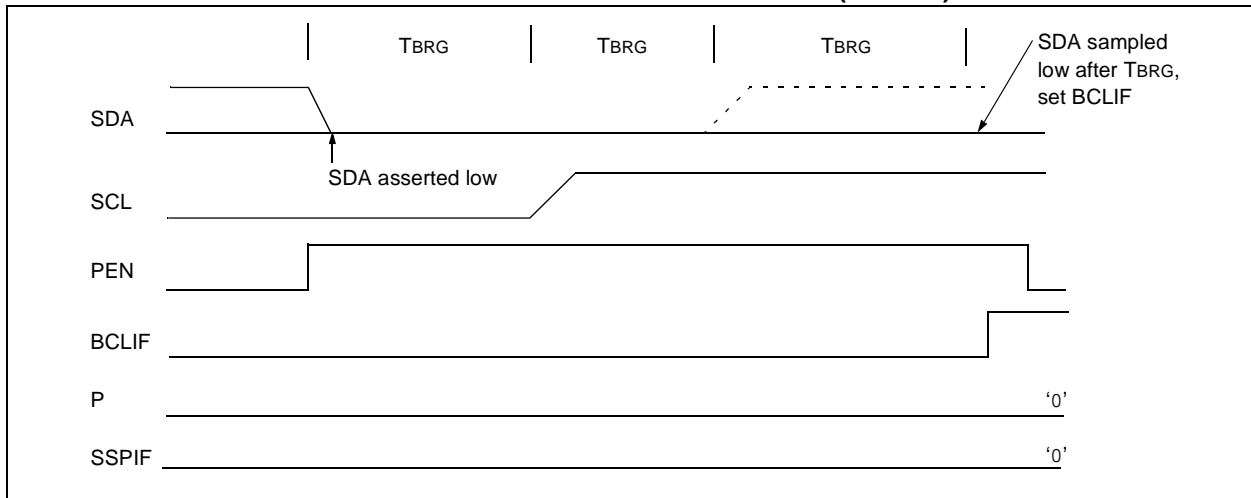 TBRG TBRG TBRG
SDA sampled
low after TBRG,
set BCLIF
SDA
SDA asserted low
SCL
PEN
BCLIF
P '0'
SSPIF '0'